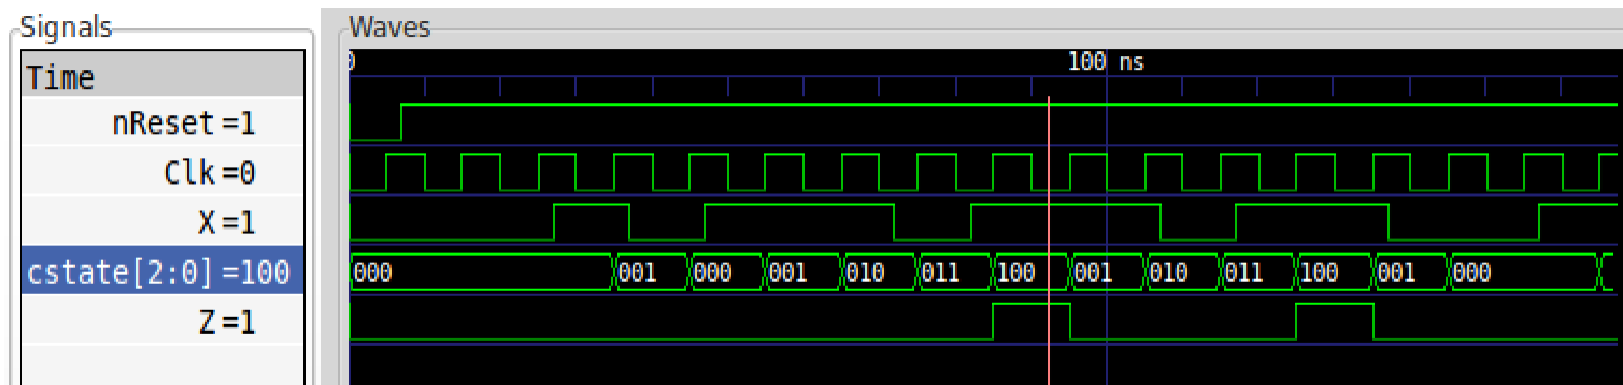 Signals
Time
nReset =1
Clk =0
X =1
cstate[2:0] =100
Z =1
Waves
0 100 ns
000 001 000 001 010 011 100 001 010 011 100 001 000